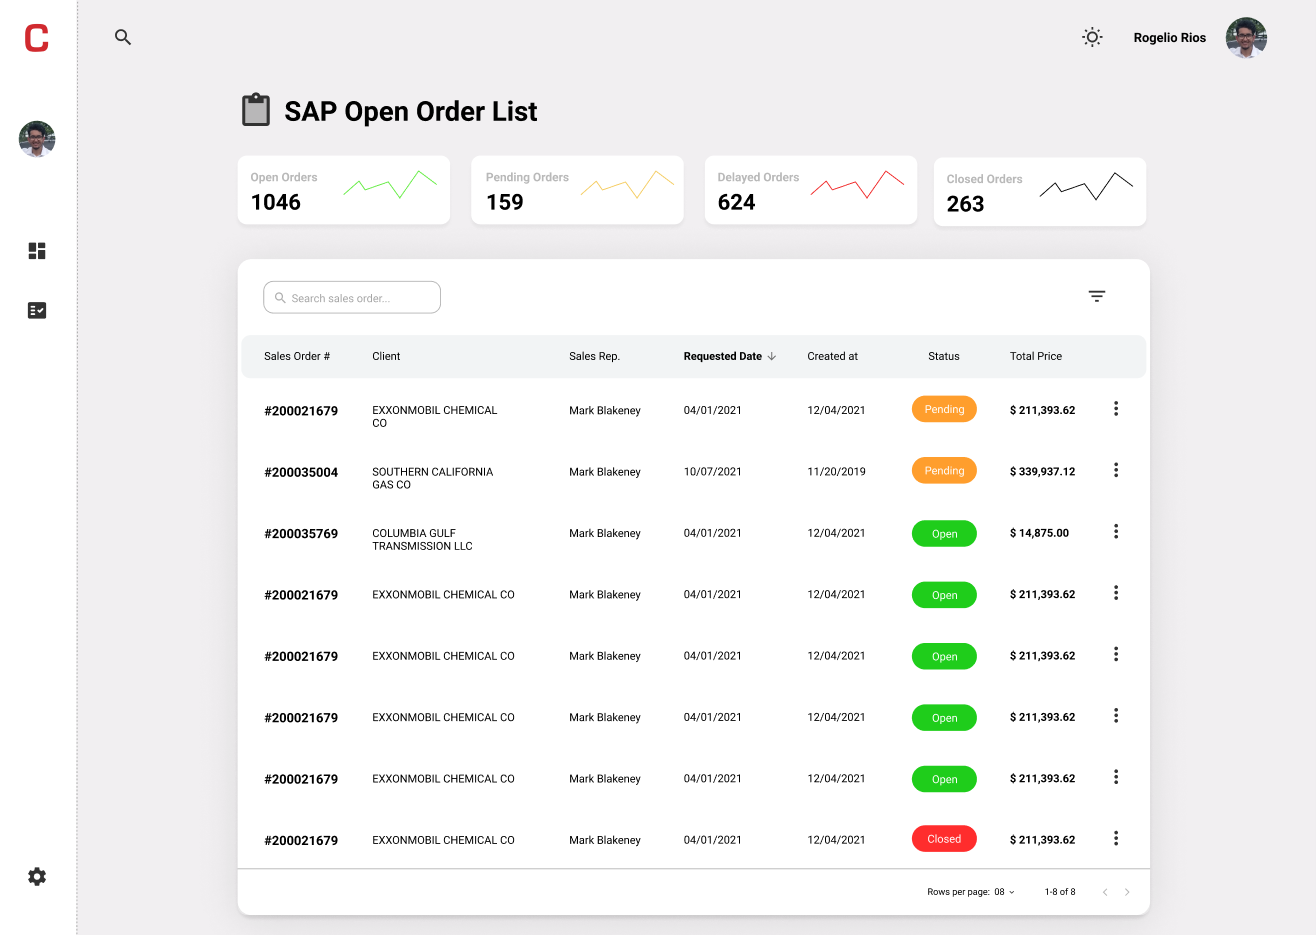 C
Rogelio Rios
SAP Open Order List
Open Orders
1046
Pending Orders
159
Delayed Orders
624
Closed Orders
263
Search sales order...
Sales Order # Client Sales Rep. Requested Date Created at Status Total Price
#200021679 EXXONMOBIL CHEMICAL Mark Blakeney 04/01/2021 12/04/2021 Pending $ 211,393.62
CO
#200035004 SOUTHERN CALIFORNIA Mark Blakeney 10/07/2021 11/20/2019 Pending $ 339,937.12
GAS CO
#200035769 COLUMBIA GULF Mark Blakeney 04/01/2021 12/04/2021 Open $ 14,875.00
TRANSMISSION LLC
#200021679 EXXONMOBIL CHEMICAL CO Mark Blakeney 04/01/2021 12/04/2021 Open $ 211,393.62
#200021679 EXXONMOBIL CHEMICAL CO Mark Blakeney 04/01/2021 12/04/2021 Open $ 211,393.62
#200021679 EXXONMOBIL CHEMICAL CO Mark Blakeney 04/01/2021 12/04/2021 Open $ 211,393.62
#200021679 EXXONMOBIL CHEMICAL CO Mark Blakeney 04/01/2021 12/04/2021 Open $ 211,393.62
#200021679 EXXONMOBIL CHEMICAL CO Mark Blakeney 04/01/2021 12/04/2021 Closed $ 211,393.62
Rows per page: 08 1-8 of 8